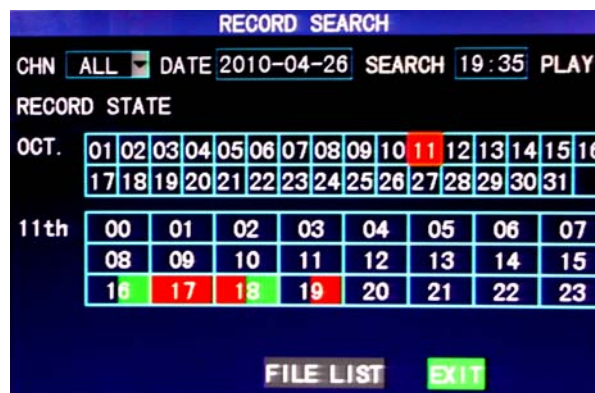 RECORD SEARCH
CHN ALL DATE 2010-04-26 SEARCH 19:35 PLAY
RECORD STATE
OCT. 01 02 03 04 05 06 07 08 09 10 11 12 13 14 15 16
17 18 19 20 21 22 23 24 25 26 27 28 29 30 31
11th 00 01 02 03 04 05 06 07
08 09 10 11 12 13 14 15
16 17 18 19 20 21 22 23
FILE LIST EXIT